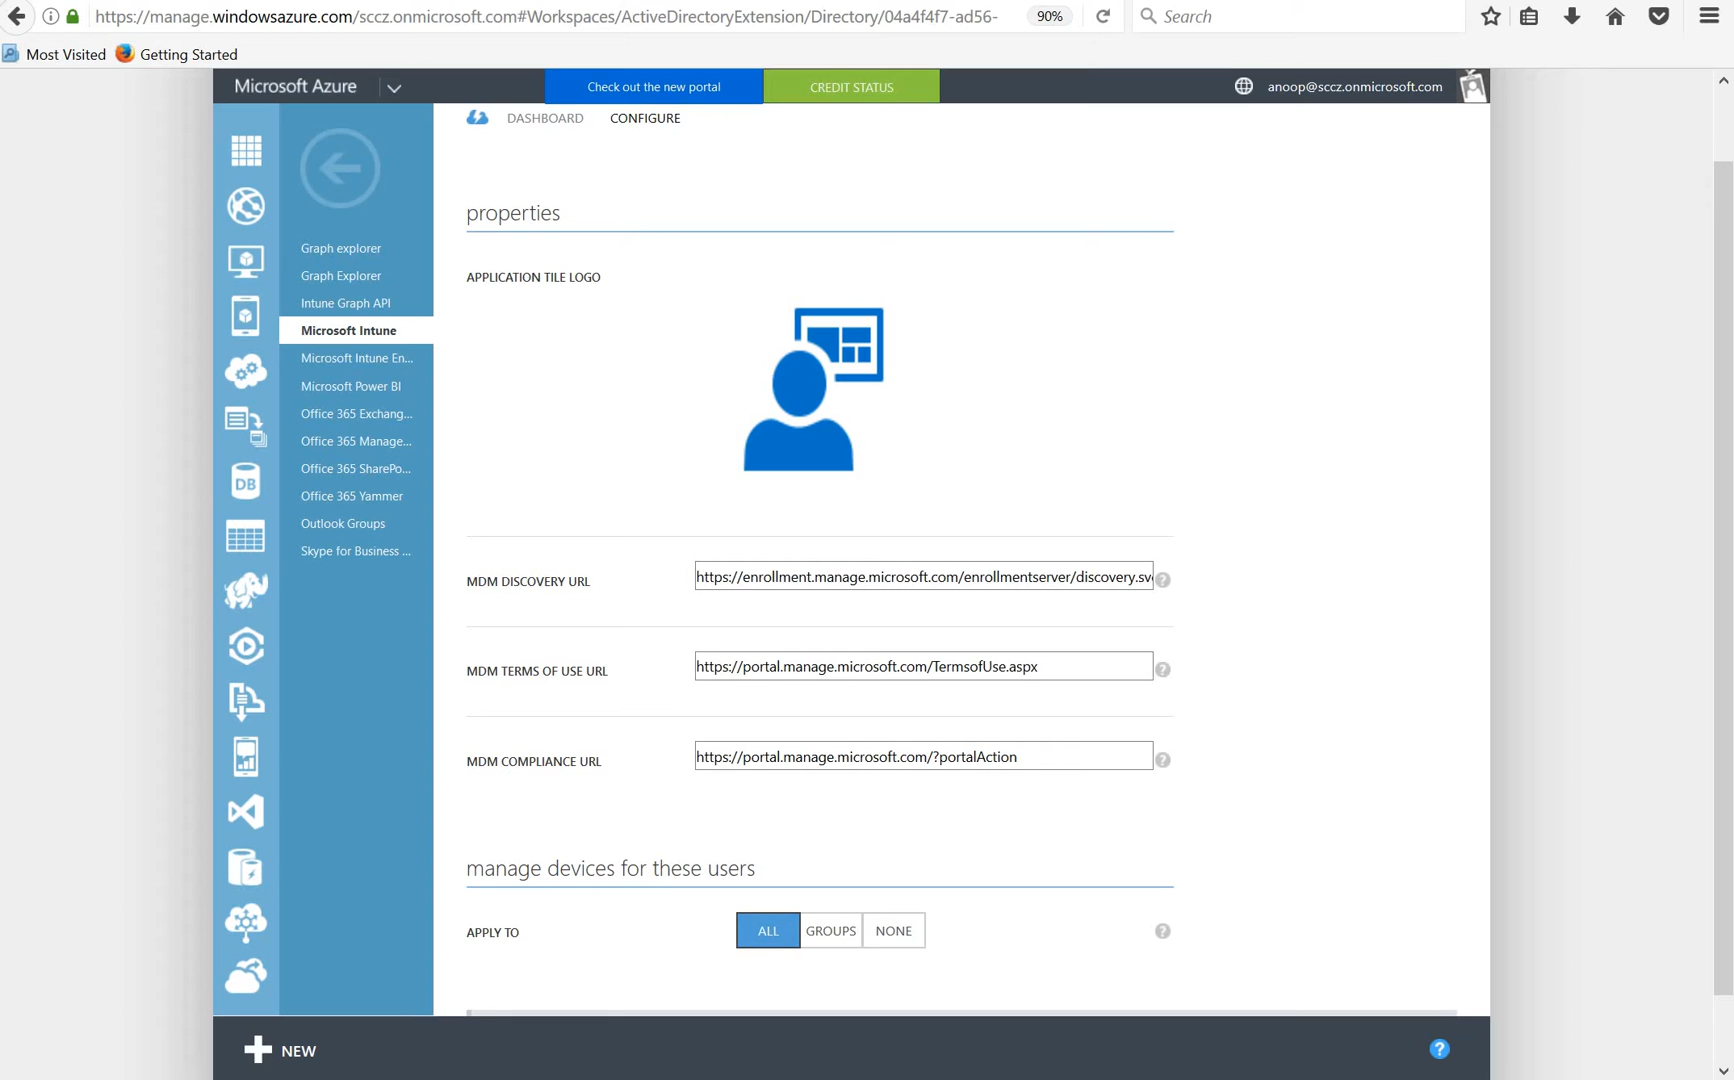 https://manage.windowsazure.com/sccz.onmicrosoft.com#Workspaces/ActiveDirectoryExtension/Directory/04a4f4f7-ad56-
90%
Search
Most Visited
Getting Started
Microsoft Azure
Check out the new portal
CREDIT STATUS
anoop@sccz.onmicrosoft.com
DASHBOARD
CONFIGURE
Graph explorer
Graph Explorer
Intune Graph API
Microsoft Intune
Microsoft Intune En...
Microsoft Power BI
Office 365 Exchang...
Office 365 Manage...
Office 365 SharePo...
Office 365 Yammer
Outlook Groups
Skype for Business ...
DB
properties
APPLICATION TILE LOGO
MDM DISCOVERY URL
https://enrollment.manage.microsoft.com/enrollmentserver/discovery.svc
?
MDM TERMS OF USE URL
https://portal.manage.microsoft.com/TermsofUse.aspx
?
MDM COMPLIANCE URL
https://portal.manage.microsoft.com/?portalAction
?
manage devices for these users
APPLY TO
ALL
GROUPS
NONE
?
NEW
?